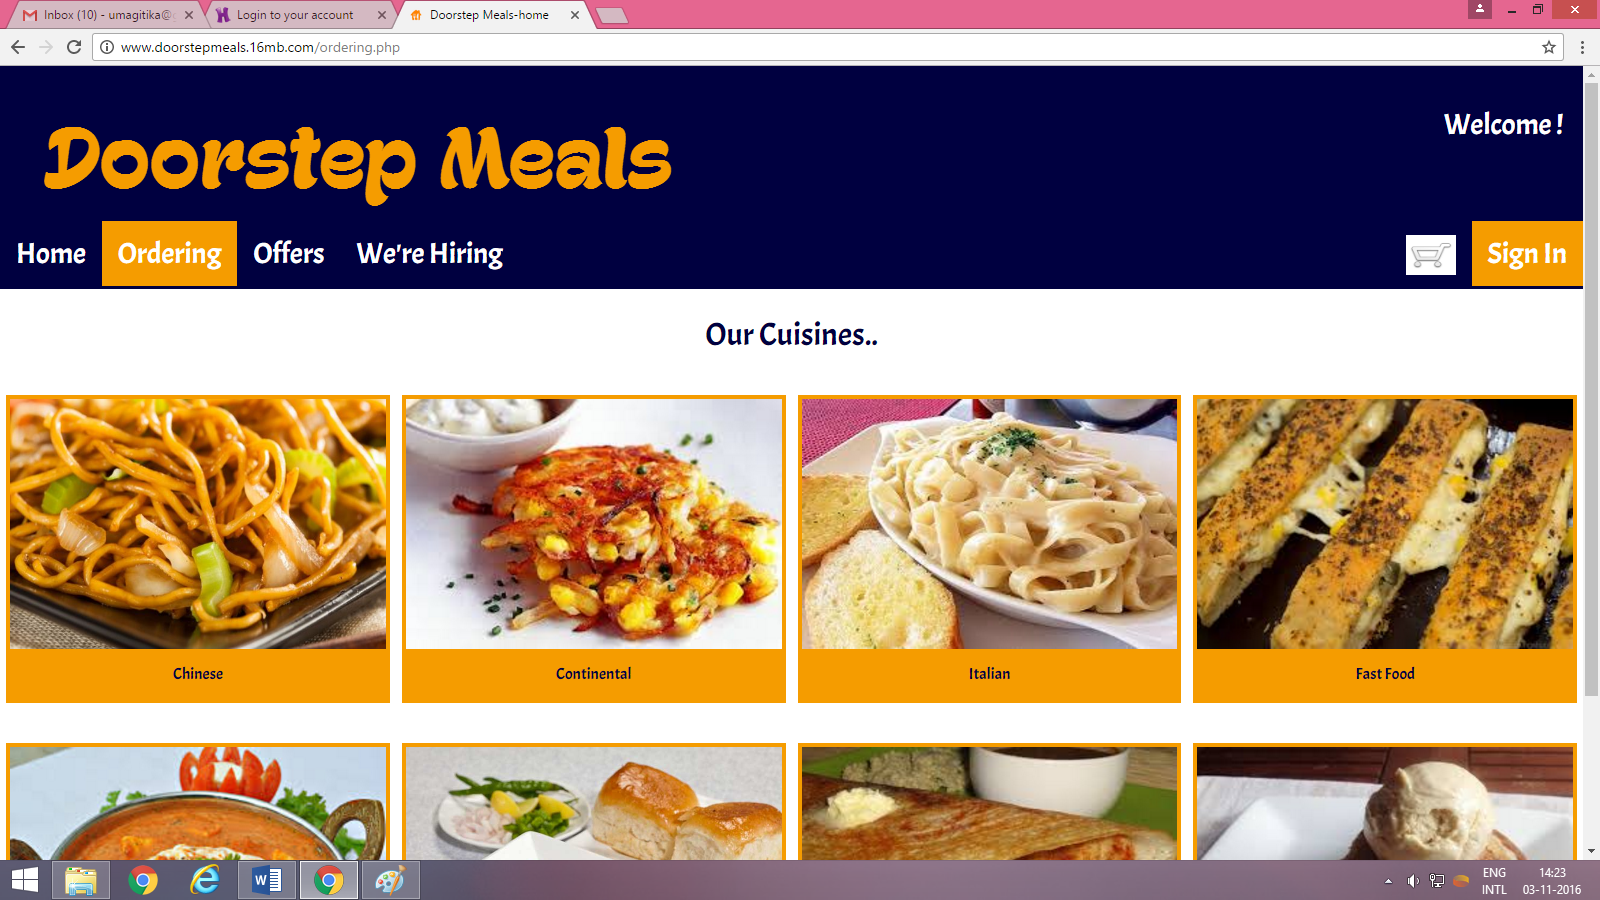 Inbox (10) - umagitika@
Login to your account
Doorstep Meals-home
www.doorstepmeals.16mb.com/ordering.php
Welcome !
Doorstep Meals
Home
Ordering
Offers
We're Hiring
Sign In
Our Cuisines..
Chinese
Continental
Italian
Fast Food
ENG
INTL
14:23
03-11-2016